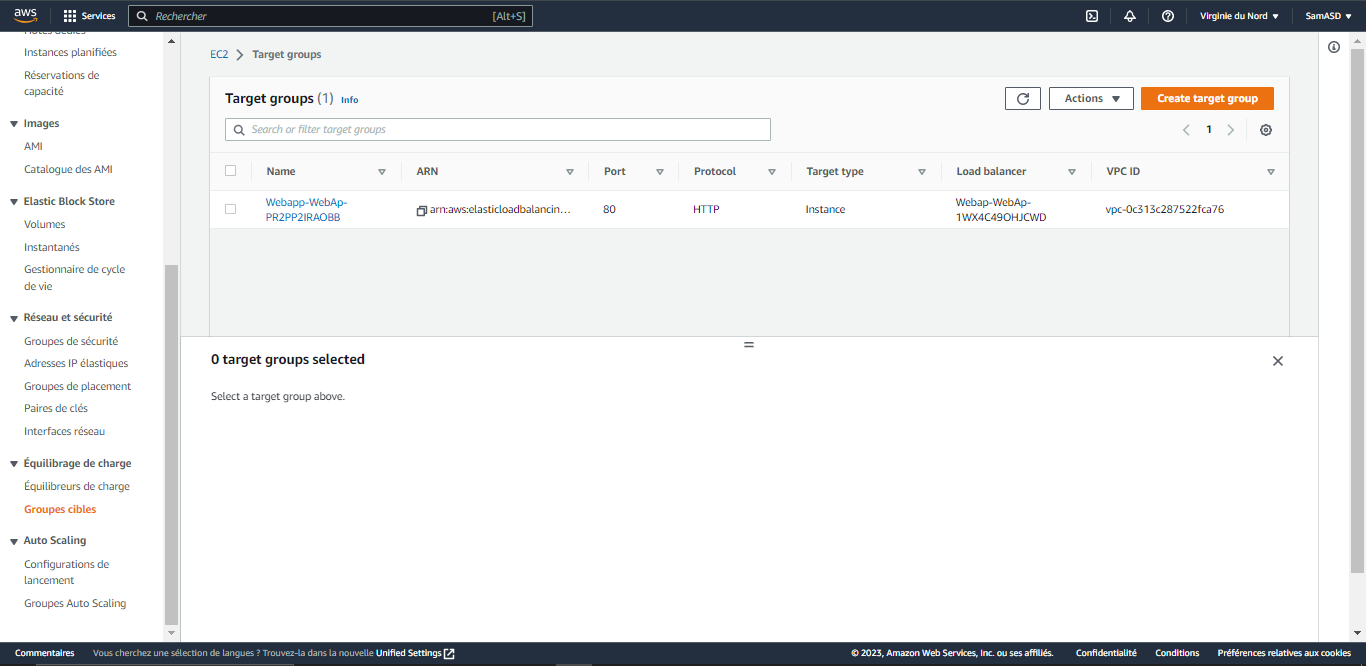 aws
Services
Rechercher
[Alt+S]
Virginie du Nord
SamASD
Hôtes dédiés
Instances planifiées
Réservations de
capacité
Images
AMI
Catalogue des AMI
Elastic Block Store
Volumes
Instantanés
Gestionnaire de cycle
de vie
Réseau et sécurité
Groupes de sécurité
Adresses IP élastiques
Groupes de placement
Paires de clés
Interfaces réseau
Équilibrage de charge
Équilibreurs de charge
Groupes cibles
Auto Scaling
Configurations de
lancement
Groupes Auto Scaling
EC2 > Target groups
Target groups (1) Info
Actions
Create target group
Search or filter target groups
1
Name
ARN
Port
Protocol
Target type
Load balancer
VPC ID
Webapp-WebAp-
PR2PP2IRAOBB
arn:aws:elasticloadbalancin...
80
HTTP
Instance
Webap-WebAp-
1WX4C49OHJCWD
vpc-0c313c287522fca76
0 target groups selected
Select a target group above.
Commentaires
Vous cherchez une sélection de langues ? Trouvez-la dans la nouvelle Unified Settings
© 2023, Amazon Web Services, Inc. ou ses affiliés.
Confidentialité
Conditions
Préférences relatives aux cookies